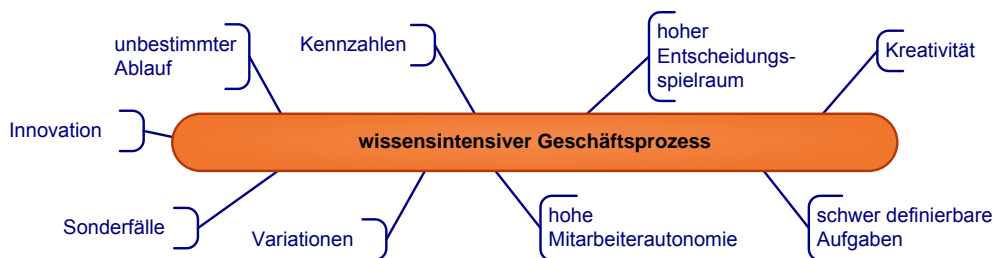 unbestimmter
Ablauf
Kennzahlen
hoher
Entscheidungs-
spielraum
Kreativität
Innovation
wissensintensiver Geschäftsprozess
Sonderfälle
Variationen
hohe
Mitarbeiterautonomie
schwer definierbare
Aufgaben